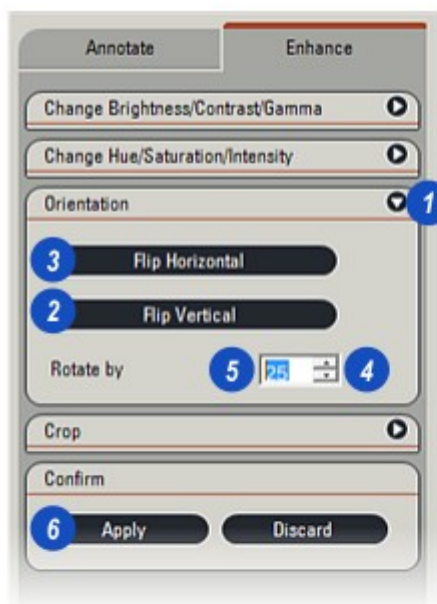 Annotate Enhance
Change Brightness/Contrast/Gamma
Change Hue/Saturation/Intensity
Orientation 1
3 Flip Horizontal
2 Flip Vertical
Rotate by 5 25 4
Crop
Confirm
6 Apply Discard